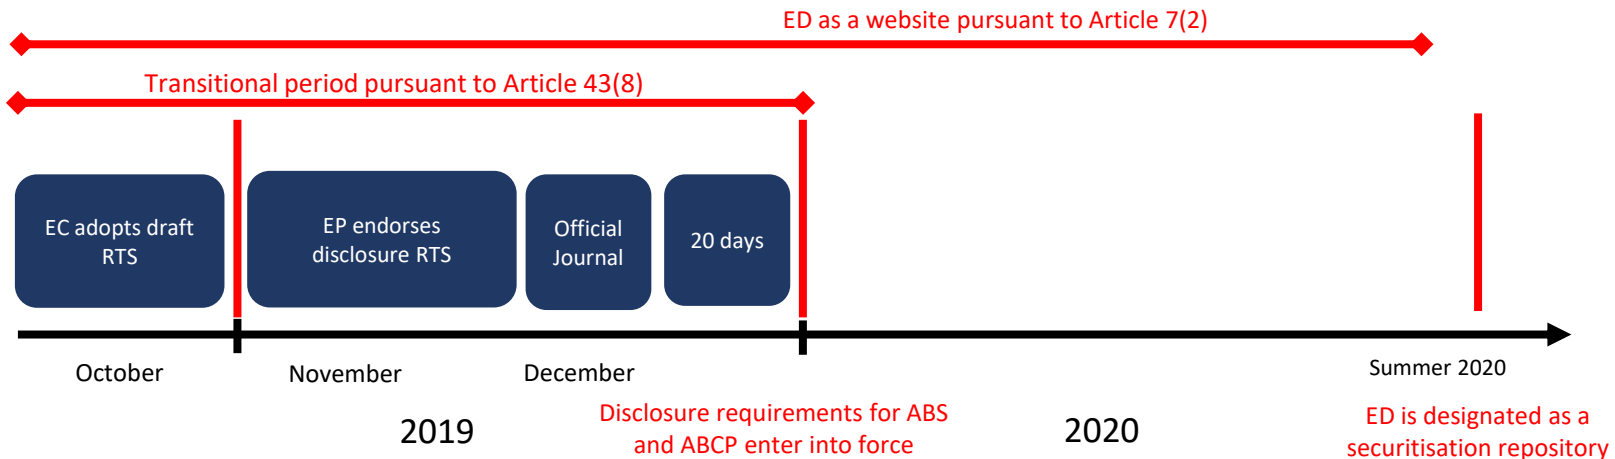 ED as a website pursuant to Article 7(2)
Transitional period pursuant to Article 43(8)
EC adopts draft
RTS
EP endorses
disclosure RTS
Official
Journal
20 days
October
November
December
Summer 2020
2019
Disclosure requirements for ABS
and ABCP enter into force
2020
ED is designated as a
securitisation repository